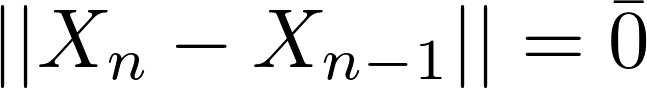 $||X_n - X_{n-1}|| = \bar{0}$